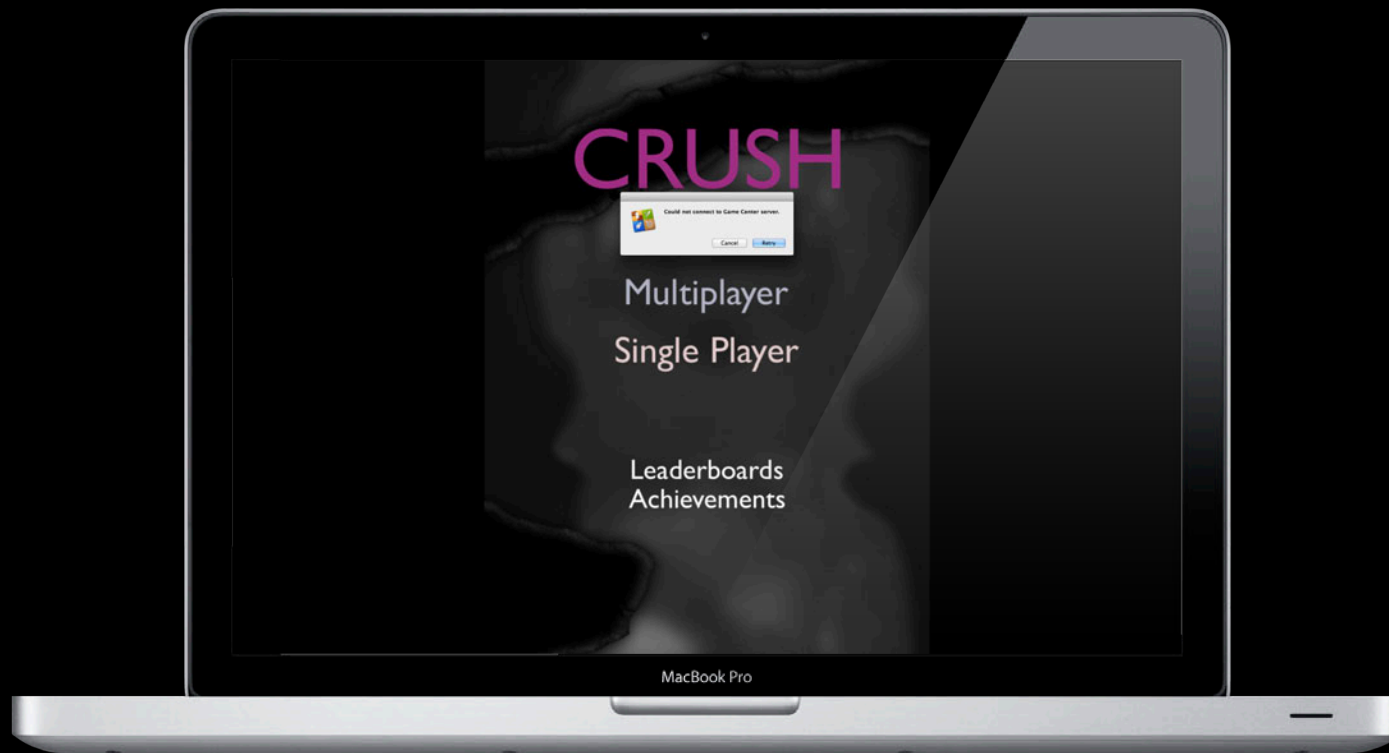 CRUSH
Could not connect to Game Center server.
Cancel Retry
Multiplayer
Single Player
Leaderboards
Achievements
MacBook Pro